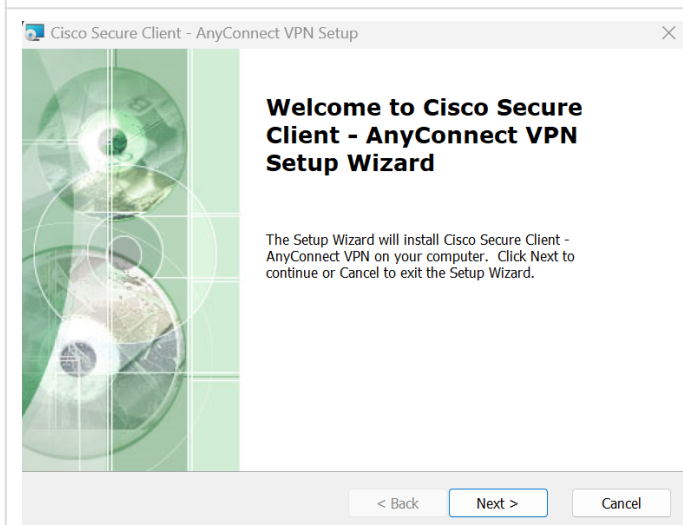 Cisco Secure Client - AnyConnect VPN Setup
Welcome to Cisco Secure
Client - AnyConnect VPN
Setup Wizard
The Setup Wizard will install Cisco Secure Client -
AnyConnect VPN on your computer. Click Next to
continue or Cancel to exit the Setup Wizard.
< Back Next > Cancel